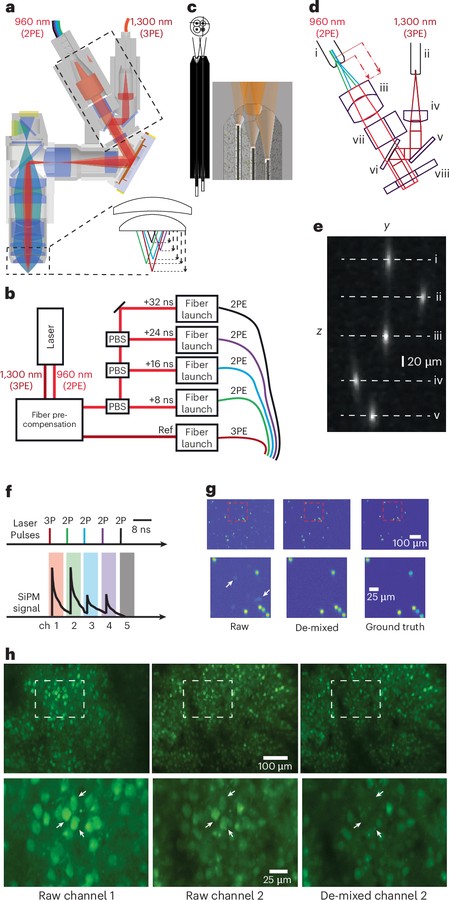 a
960 nm
(2PE)
1,300 nm
(3PE)
c
d
960 nm
(2PE)
1,300 nm
(3PE)
i
ii
iii
iv
vii
v
vi
viii
b
Laser
1,300 nm
(3PE)
960 nm
(2PE)
Fiber pre-
compensation
PBS
PBS
PBS
+32 ns
Fiber
launch
2PE
+24 ns
Fiber
launch
2PE
+16 ns
Fiber
launch
2PE
+8 ns
Fiber
launch
2PE
Ref
Fiber
launch
3PE
e
y
z
i
ii
iii
20 μm
iv
v
f
Laser
Pulses
3P 2P 2P 2P 2P
8 ns
SiPM
signal
ch 1 2 3 4 5
g
100 μm
25 μm
Raw
De-mixed
Ground truth
h
100 μm
25 μm
Raw channel 1
Raw channel 2
De-mixed channel 2